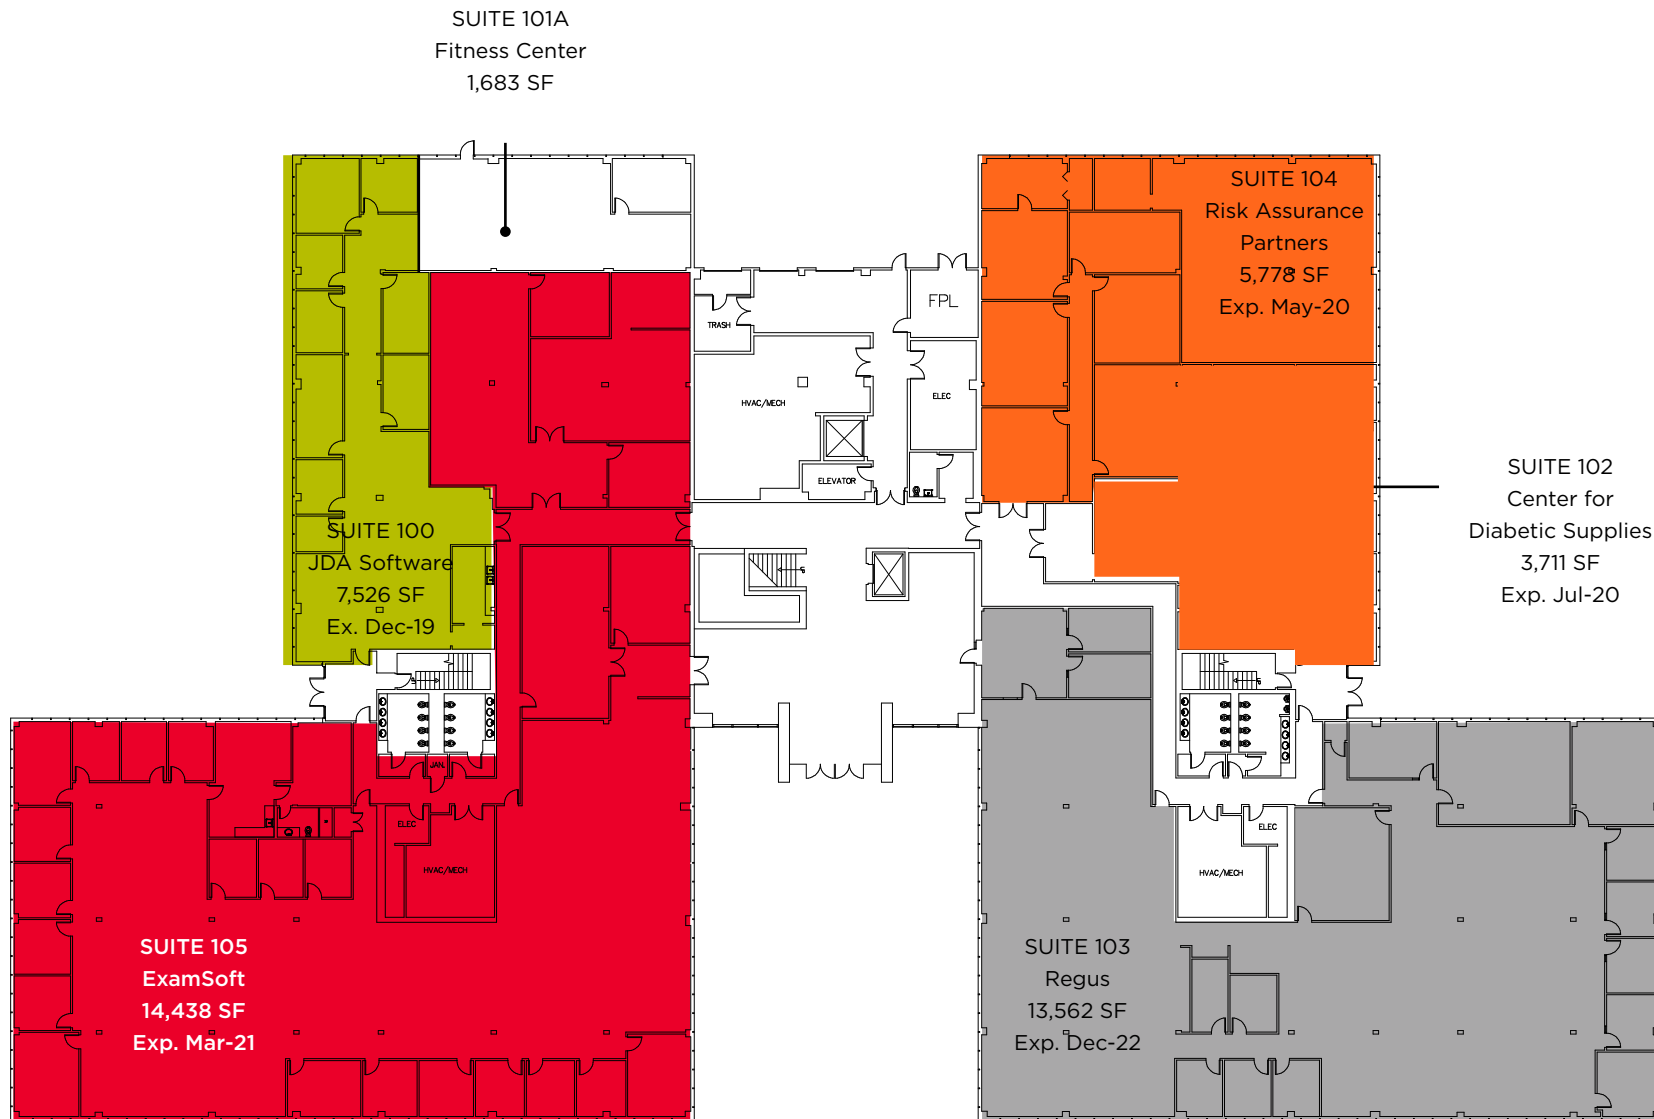 SUITE 101A
Fitness Center
1,683 SF
SUITE 104
Risk Assurance
Partners
5,778 SF
Exp. May-20
FPL
TRASH
HVAC/MECH
ELEC
ELEVATOR
SUITE 102
Center for
Diabetic Supplies
3,711 SF
Exp. Jul-20
SUITE 100
JDA Software
7,526 SF
Ex. Dec-19
JAN.
ELEC
HVAC/MECH
ELEC
HVAC/MECH
SUITE 105
ExamSoft
14,438 SF
Exp. Mar-21
SUITE 103
Regus
13,562 SF
Exp. Dec-22